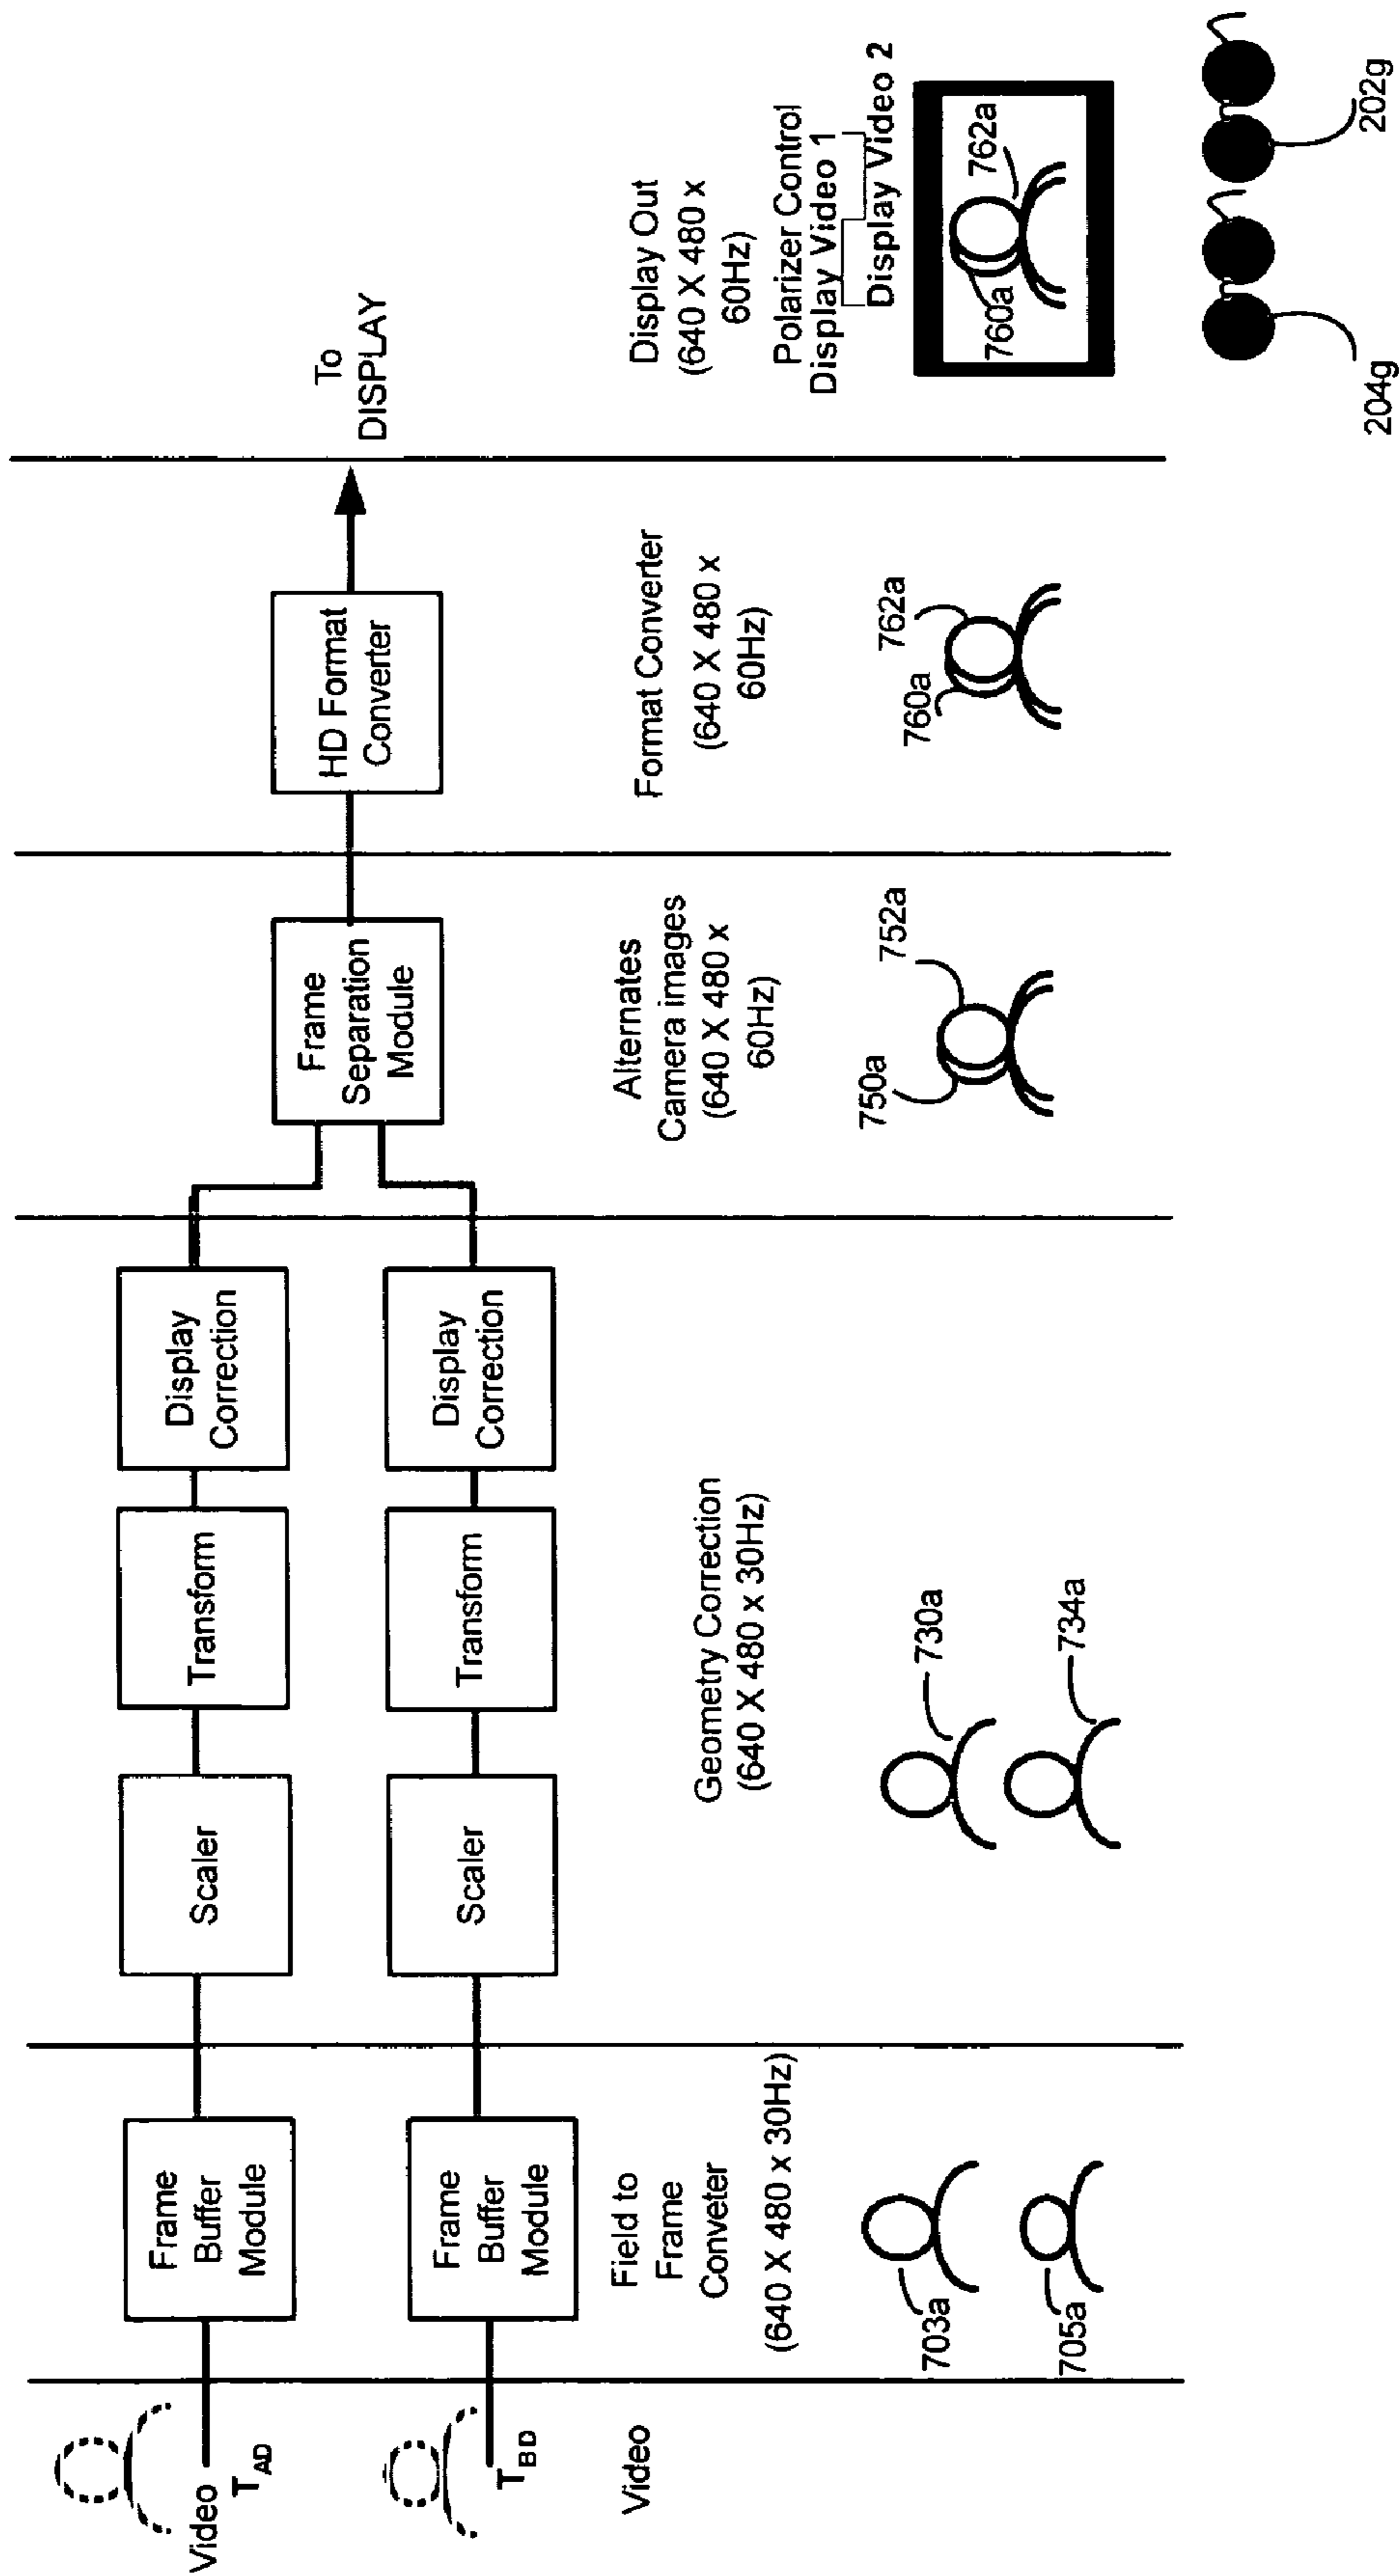 Video
T AD
T BD
Video
Frame
Buffer
Module
Frame
Buffer
Module
Field to
Frame
Conveter
(640 X 480 x 30Hz)
703a
705a
Scaler
Transform
Display
Correction
Scaler
Transform
Display
Correction
Geometry Correction
(640 X 480 x 30Hz)
730a
734a
Frame
Separation
Module
Alternates
Camera images
(640 X 480 x
60Hz)
750a
752a
HD Format
Converter
Format Converter
(640 X 480 x
60Hz)
760a
762a
To
DISPLAY
Display Out
(640 X 480 x
60Hz)
Polarizer Control
Display Video 1
Display Video 2
760a
762a
204g
202g